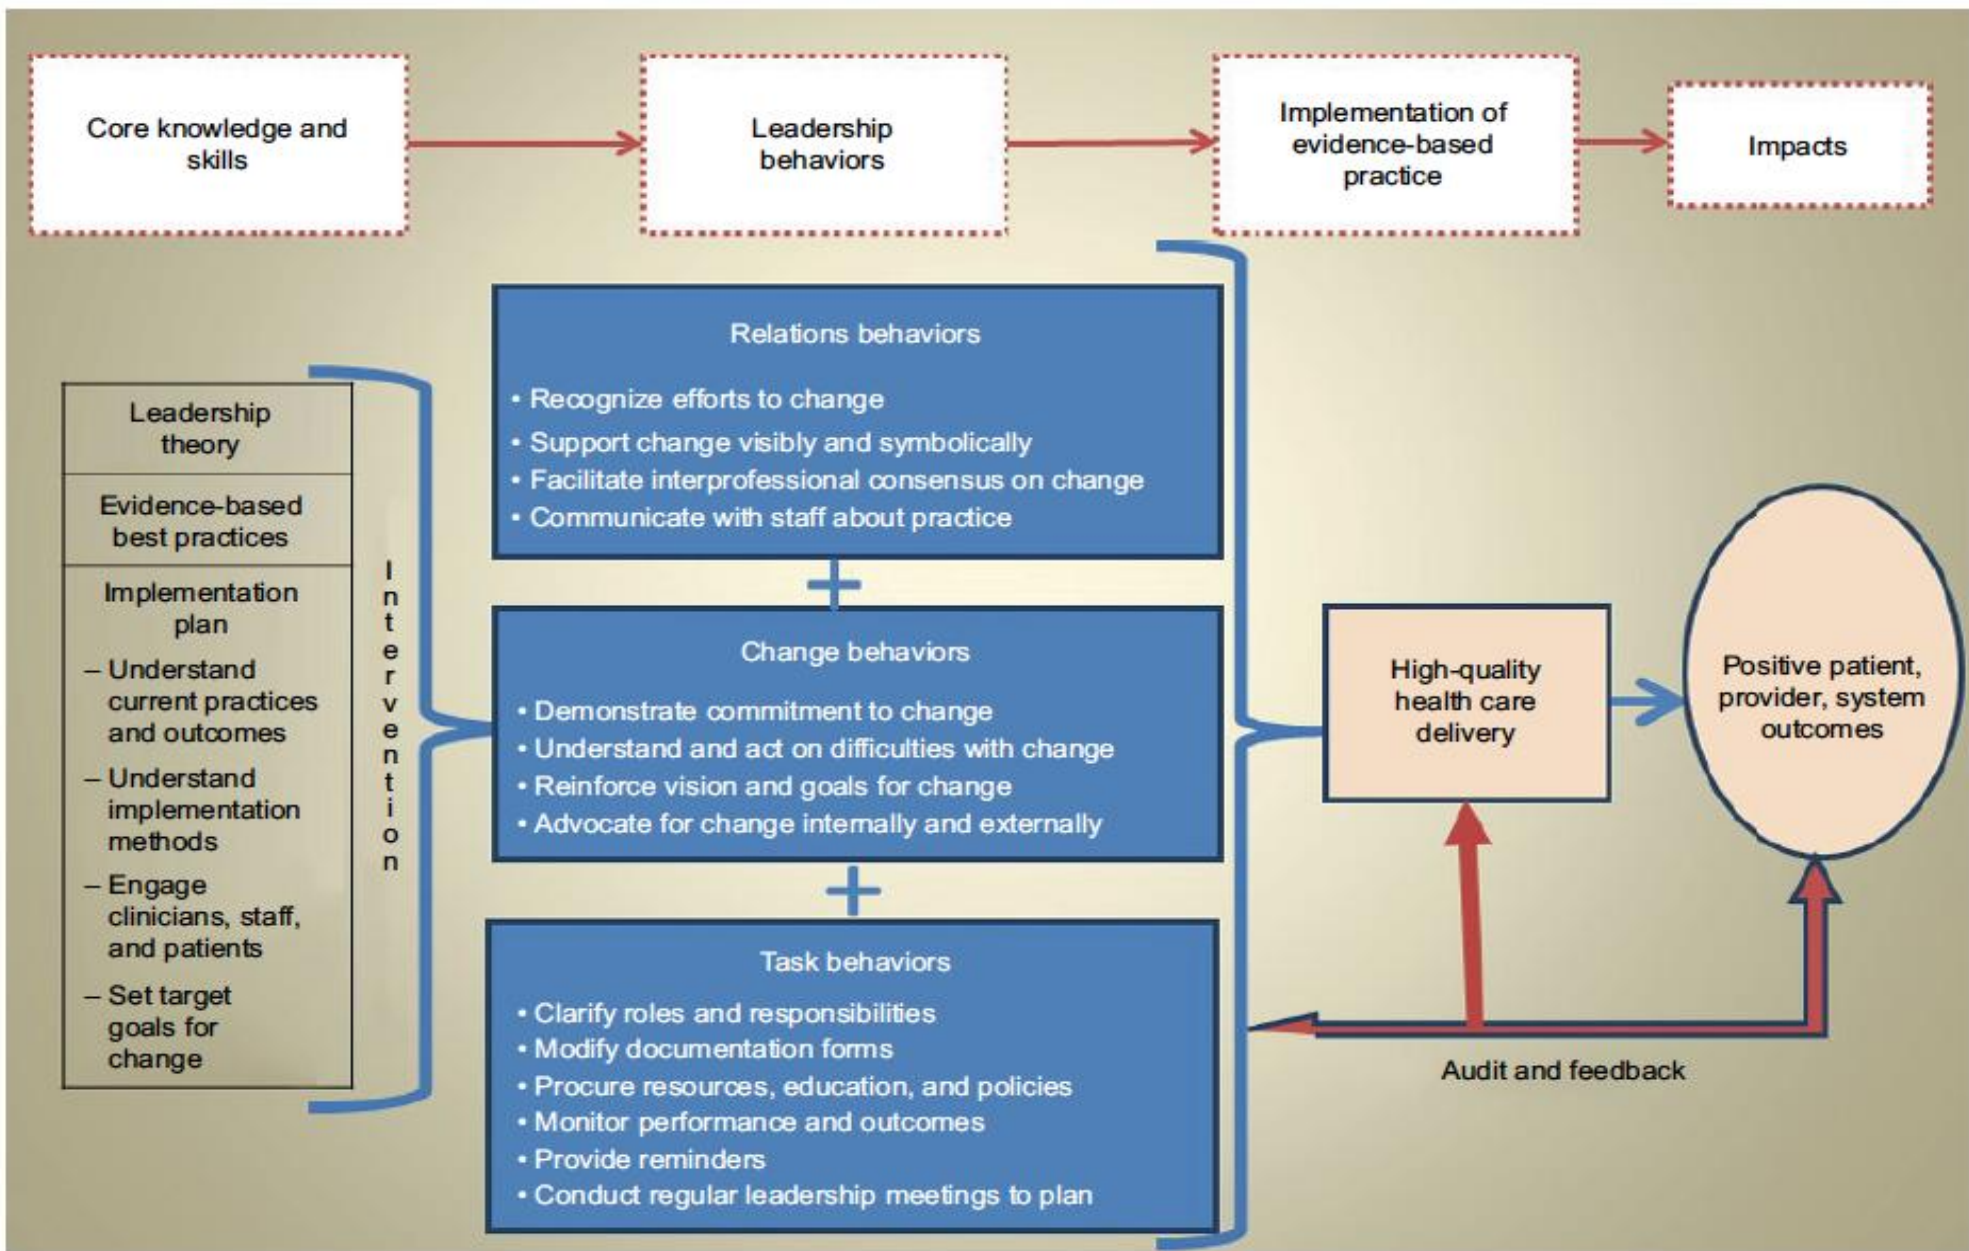 Core knowledge and
skills
Leadership
behaviors
Implementation of
evidence-based
practice
Impacts
Leadership
theory
Evidence-based
best practices
Implementation
plan
– Understand
current practices
and outcomes
– Understand
implementation
methods
– Engage
clinicians, staff,
and patients
– Set target
goals for
change
Intervention
Relations behaviors
• Recognize efforts to change
• Support change visibly and symbolically
• Facilitate interprofessional consensus on change
• Communicate with staff about practice
+
Change behaviors
• Demonstrate commitment to change
• Understand and act on difficulties with change
• Reinforce vision and goals for change
• Advocate for change internally and externally
+
Task behaviors
• Clarify roles and responsibilities
• Modify documentation forms
• Procure resources, education, and policies
• Monitor performance and outcomes
• Provide reminders
• Conduct regular leadership meetings to plan
High-quality
health care
delivery
Positive patient,
provider, system
outcomes
Audit and feedback